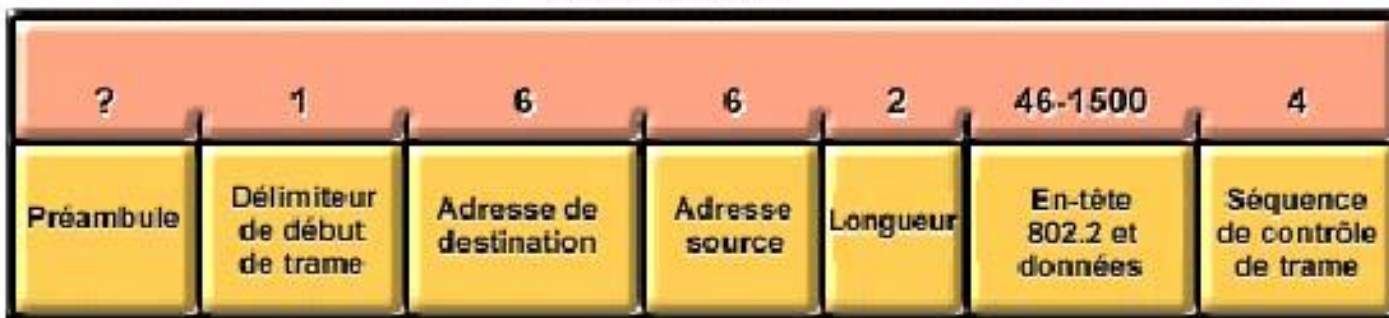 ? 1 6 6 2 46-1500 4
Préambule
Délimiteur
de début
de trame
Adresse de
destination
Adresse
source
Longueur
En-tête
802.2 et
données
Séquence
de contrôle
de trame